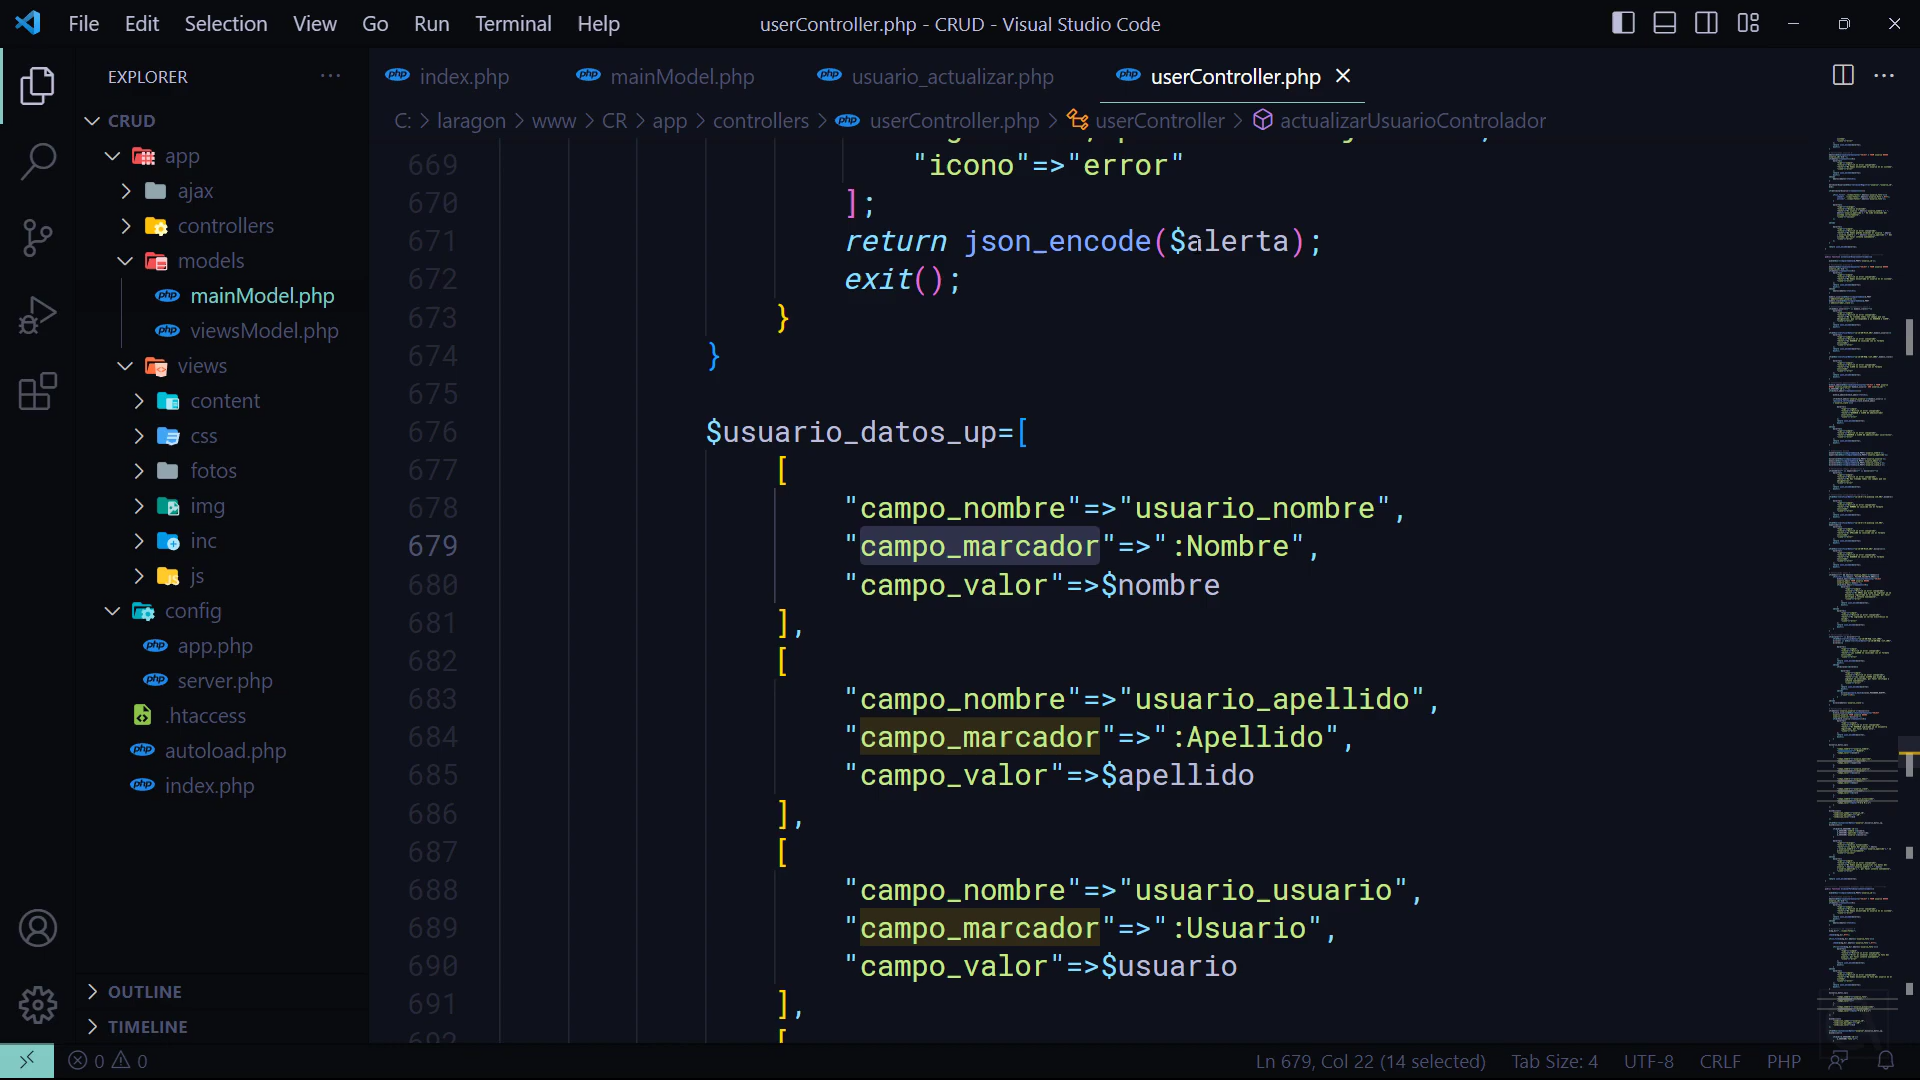 File Edit Selection View Go Run Terminal Help
userController.php - CRUD - Visual Studio Code
EXPLORER
CRUD
app
ajax
controllers
models
mainModel.php
viewsModel.php
views
content
css
fotos
img
inc
js
config
app.php
server.php
.htaccess
autoload.php
index.php
OUTLINE
TIMELINE
index.php mainModel.php usuario_actualizar.php userController.php
C: > laragon > www > CR > app > controllers > userController.php > userController > actualizarUsuarioControlador
669 "icono"=>"error"
670 ];
671 return json_encode($alerta);
672 exit();
673 }
674 }
675
676 $usuario_datos_up=[
677 [
678 "campo_nombre"=>"usuario_nombre",
679 "campo_marcador"=>":Nombre",
680 "campo_valor"=>$nombre
681 ],
682 [
683 "campo_nombre"=>"usuario_apellido",
684 "campo_marcador"=>":Apellido",
685 "campo_valor"=>$apellido
686 ],
687 [
688 "campo_nombre"=>"usuario_usuario",
689 "campo_marcador"=>":Usuario",
690 "campo_valor"=>$usuario
691 ],
692 [
0 0 Ln 679, Col 22 (14 selected) Tab Size: 4 UTF-8 CRLF PHP